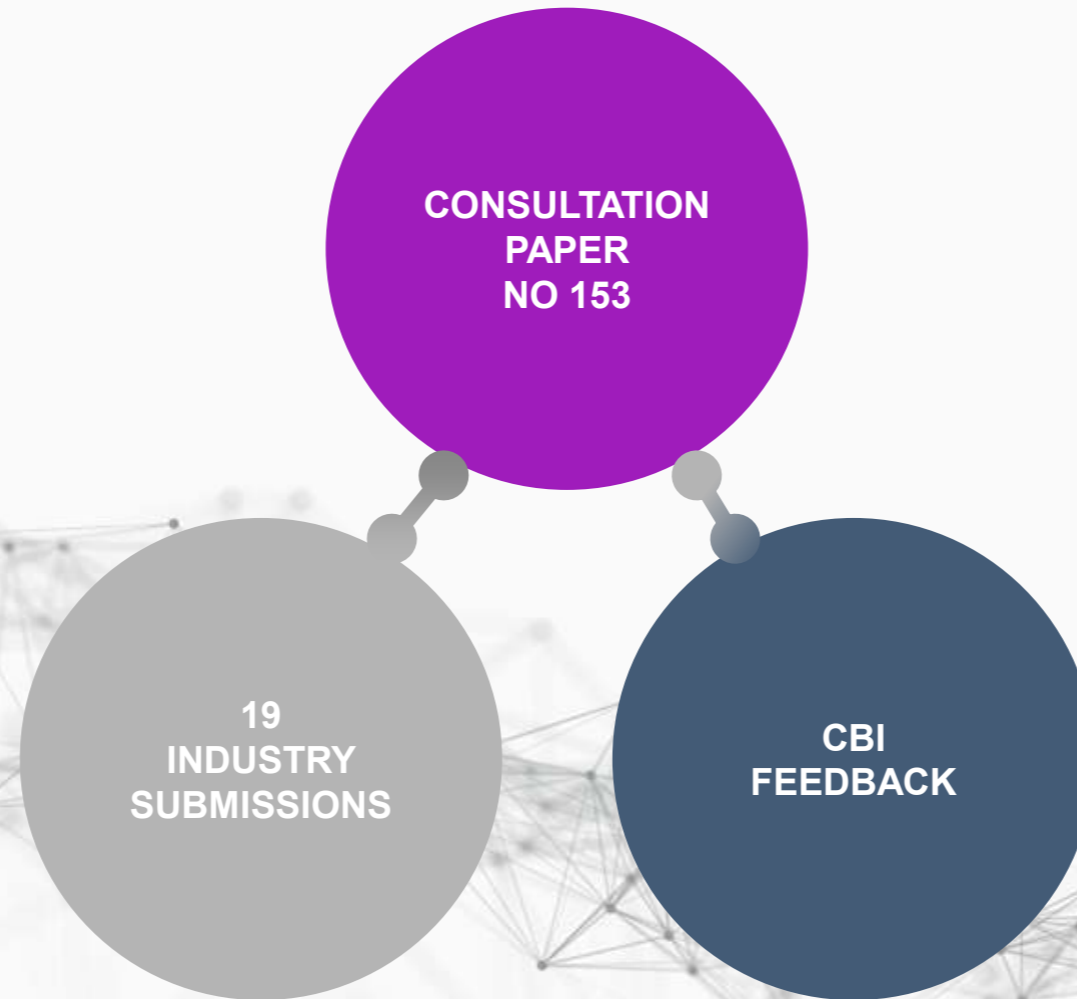 CONSULTATION
PAPER
NO 153
19
INDUSTRY
SUBMISSIONS
CBI
FEEDBACK